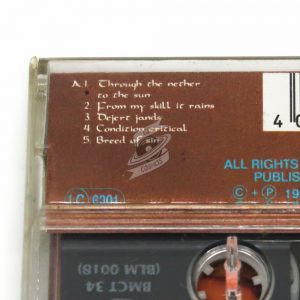 A.1. Through the nether
to the sun
2. From my skill it rains
3. Desert sands
4. Condition critical
5. Breed of sin
4 0
ALL RIGHTS
PUBLIS
LC 6301
C + P 19
BMCT 34
(BLM 0018)